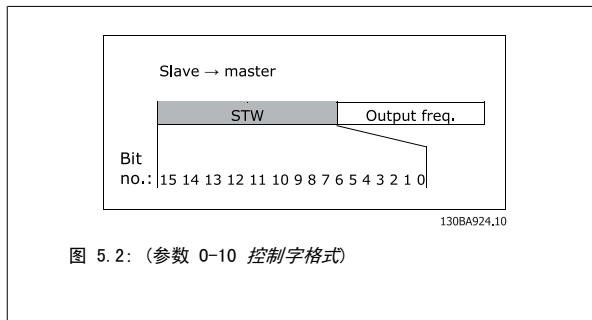 Slave → master
STW Output freq.
Bit
no.: 15 14 13 12 11 10 9 8 7 6 5 4 3 2 1 0
130BA924.10
图 5.2: (参数 0-10 控制字格式)